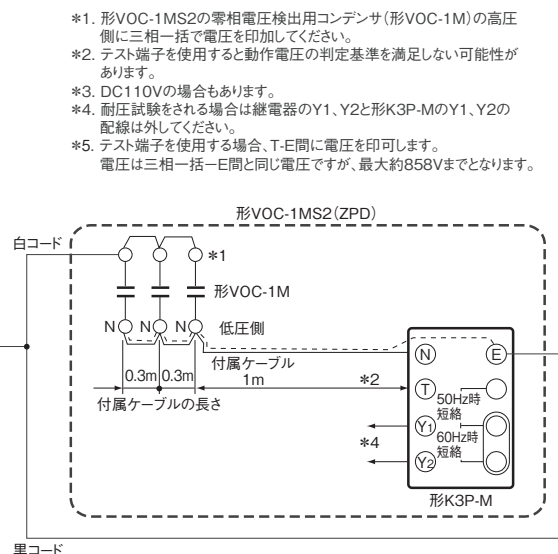 *1. 形VOC-1MS2の零相電圧検出用コンデンサ(形VOC-1M)の高圧
側に三相一括で電圧を印加してください。
*2. テスト端子を使用すると動作電圧の判定基準を満足しない可能性が
あります。
*3. DC110Vの場合もあります。
*4. 耐圧試験をされる場合は継電器のY1、Y2と形K3P-MのY1、Y2の
配線は外してください。
*5. テスト端子を使用する場合、T-E間に電圧を印可します。
電圧は三相一括－E間と同じ電圧ですが、最大約858Vまでとなります。
形VOC-1MS2(ZPD)
白コード
*1
形VOC-1M
N N N 低圧側
付属ケーブル
0.3m 0.3m 1m *2
付属ケーブルの長さ
N E
T
50Hz時
短絡
Y1
*4
60Hz時
短絡
Y2
形K3P-M
黒コード